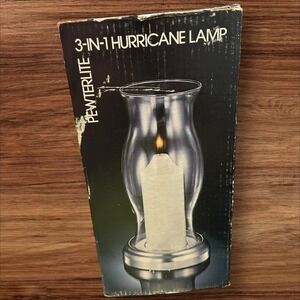 3-IN-1 HURRICANE LAMP
PEWTERLITE